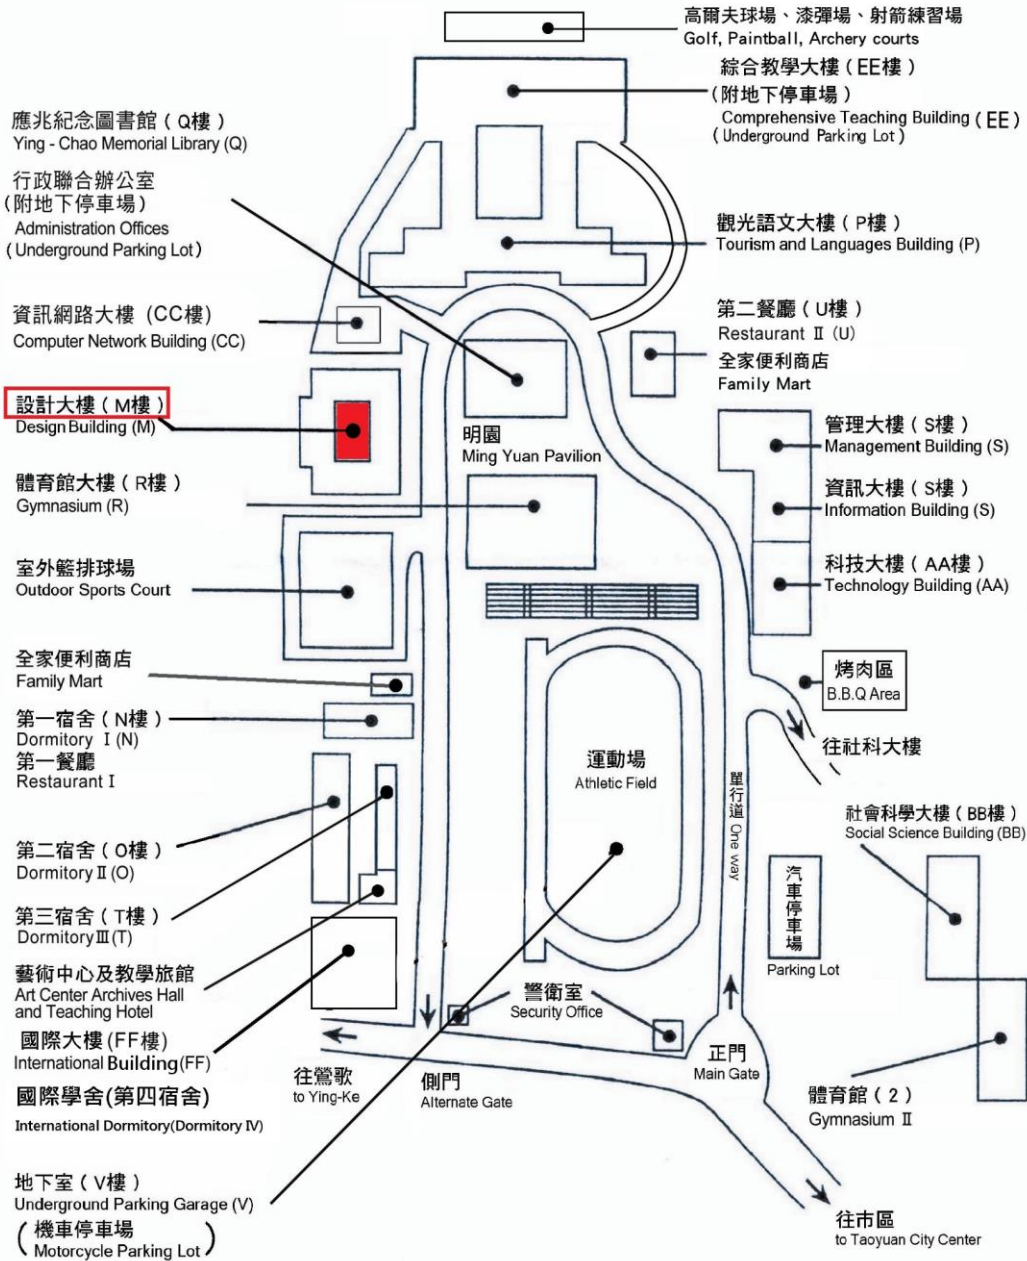 高爾夫球場、漆彈場、射箭練習場
Golf, Paintball, Archery courts
綜合教學大樓(EE樓)
(附地下停車場)
Comprehensive Teaching Building (EE)
(Underground Parking Lot)
應兆紀念圖書館(Q樓)
Ying - Chao Memorial Library (Q)
行政聯合辦公室
(附地下停車場)
Administration Offices
(Underground Parking Lot)
觀光語文大樓(P樓)
Tourism and Languages Building (P)
資訊網路大樓 (CC樓)
Computer Network Building (CC)
第二餐廳(U樓)
Restaurant II (U)
全家便利商店
Family Mart
設計大樓(M樓)
Design Building (M)
明園
Ming Yuan Pavilion
管理大樓(S樓)
Management Building (S)
體育館大樓(R樓)
Gymnasium (R)
資訊大樓(S樓)
Information Building (S)
室外籃排球場
Outdoor Sports Court
科技大樓(AA樓)
Technology Building (AA)
全家便利商店
Family Mart
烤肉區
B.B.Q Area
第一宿舍(N樓)
Dormitory I (N)
第一餐廳
Restaurant I
往社科大樓
運動場
Athletic Field
單行道 One way
社會科學大樓(BB樓)
Social Science Building (BB)
第二宿舍(O樓)
Dormitory II (O)
汽車停車場
Parking Lot
第三宿舍(T樓)
Dormitory III (T)
藝術中心及教學旅館
Art Center Archives Hall
and Teaching Hotel
警衛室
Security Office
國際大樓(FF樓)
International Building(FF)
正門
Main Gate
往鶯歌
to Ying-Ke
側門
Alternate Gate
體育館(2)
Gymnasium II
國際學舍(第四宿舍)
International Dormitory(Dormitory IV)
地下室(V樓)
Underground Parking Garage (V)
(機車停車場
Motorcycle Parking Lot)
往市區
to Taoyuan City Center